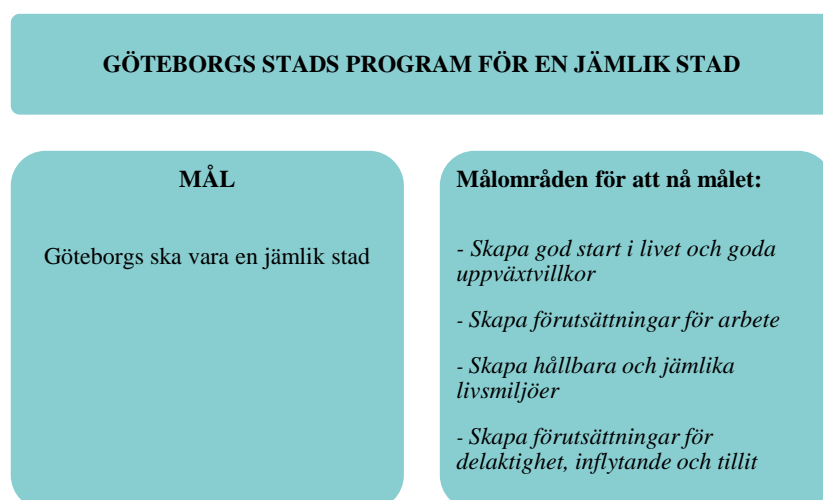 GÖTEBORGS STADS PROGRAM FÖR EN JÄMLIK STAD
MÅL
Göteborgs ska vara en jämlik stad
Målområden för att nå målet:
- Skapa god start i livet och goda
uppväxtvillkor
- Skapa förutsättningar för arbete
- Skapa hållbara och jämlika
livsmiljöer
- Skapa förutsättningar för
delaktighet, inflytande och tillit